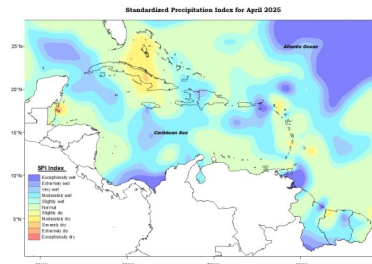 Standardized Precipitation Index for April 2025
25°N
Atlantic Ocean
20°N
15°N
Caribbean Sea
10°N
SPI Index
Exceptionally wet
Extremely wet
Very wet
Moderately wet
Slightly wet
Normal
Slightly dry
Moderately dry
Severely dry
Extremely dry
Exceptionally dry
5°N